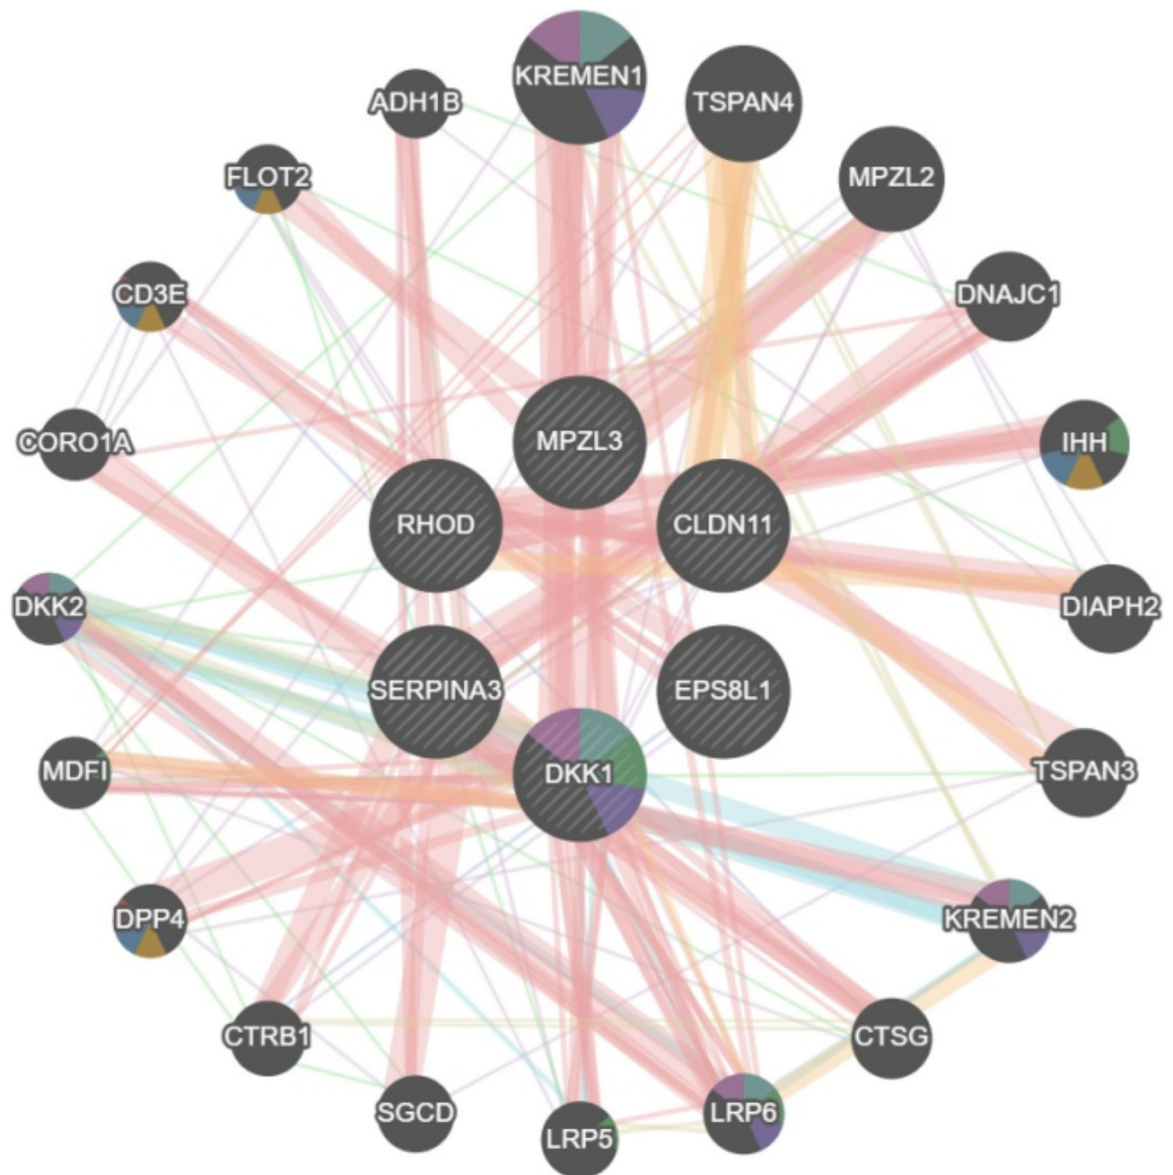 KREMEN1
TSPAN4
ADH1B
MPZL2
FLOT2
DNAJC1
CD3E
IHH
CORO1A
MPZL3
RHOD
CLDN11
DKK2
DIAPH2
SERPINA3
EPS8L1
MDFI
DKK1
TSPAN3
DPP4
KREMEN2
CTRB1
CTSG
SGCD
LRP6
LRP5